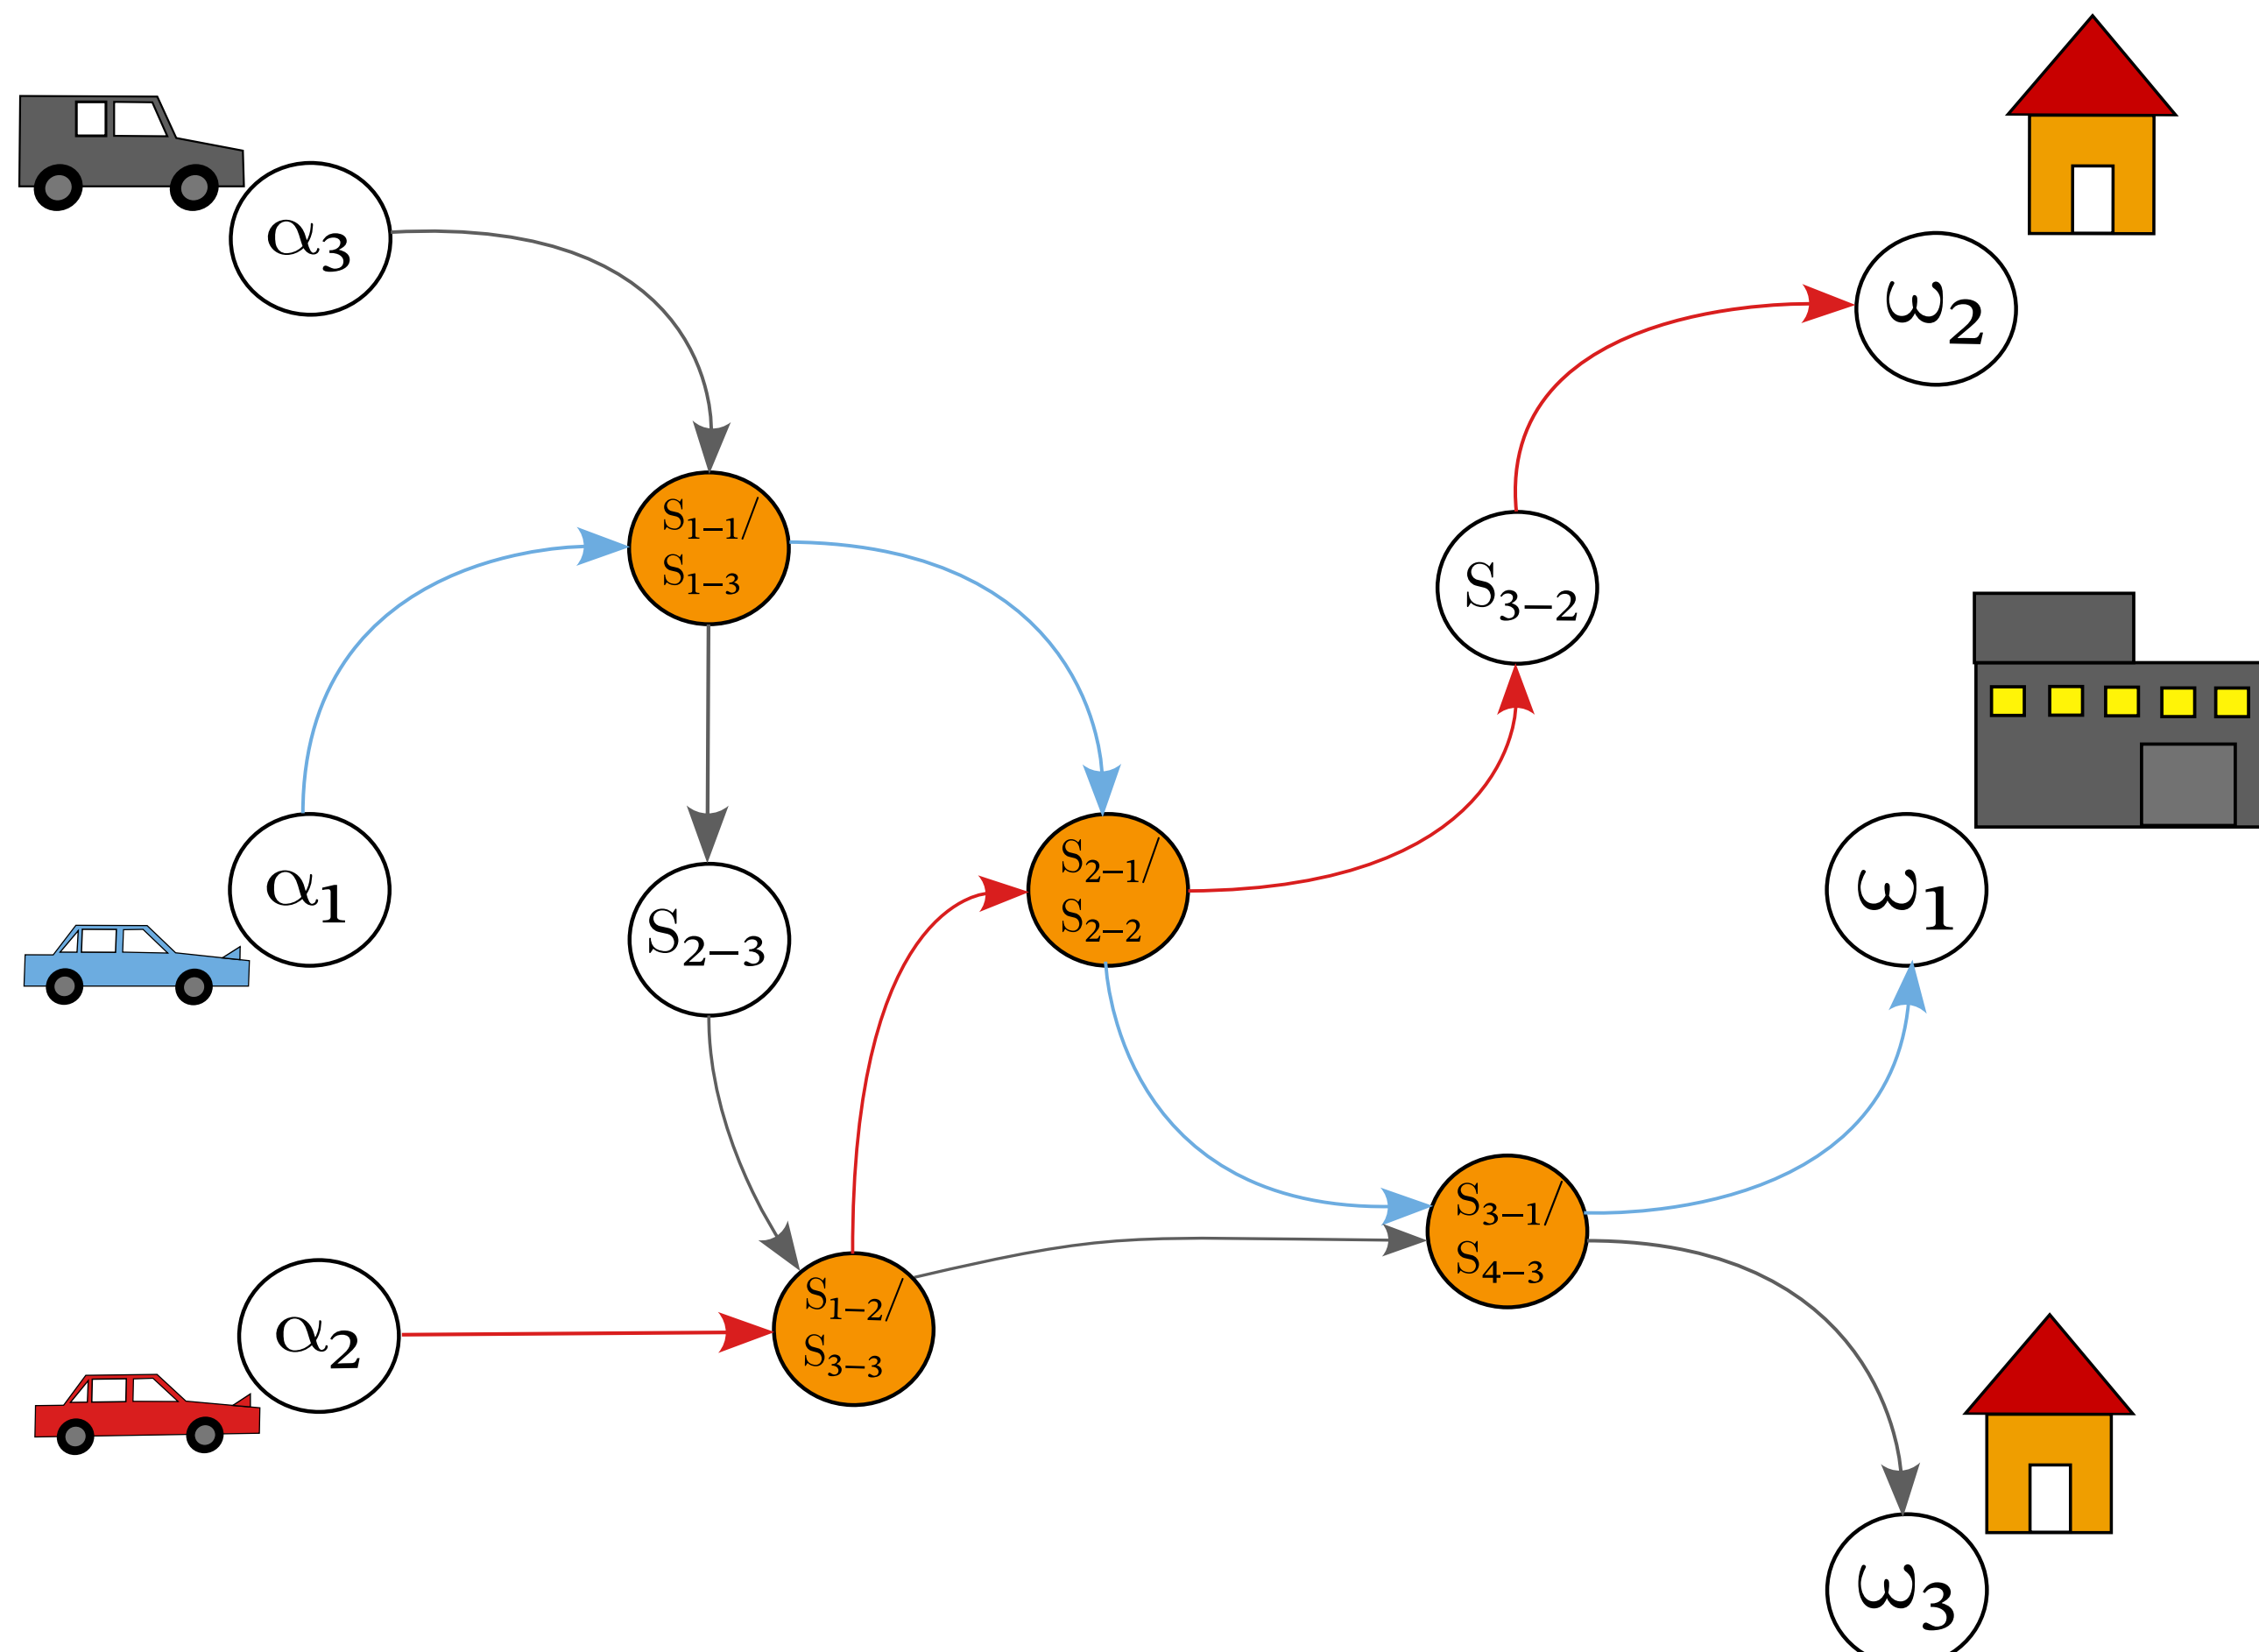 α₃
ω₂
S₁₋₁/
S₁₋₃
S₃₋₂
α₁
S₂₋₃
S₂₋₁/
S₂₋₂
ω₁
S₃₋₁/
S₄₋₃
α₂
S₁₋₂/
S₃₋₃
ω₃